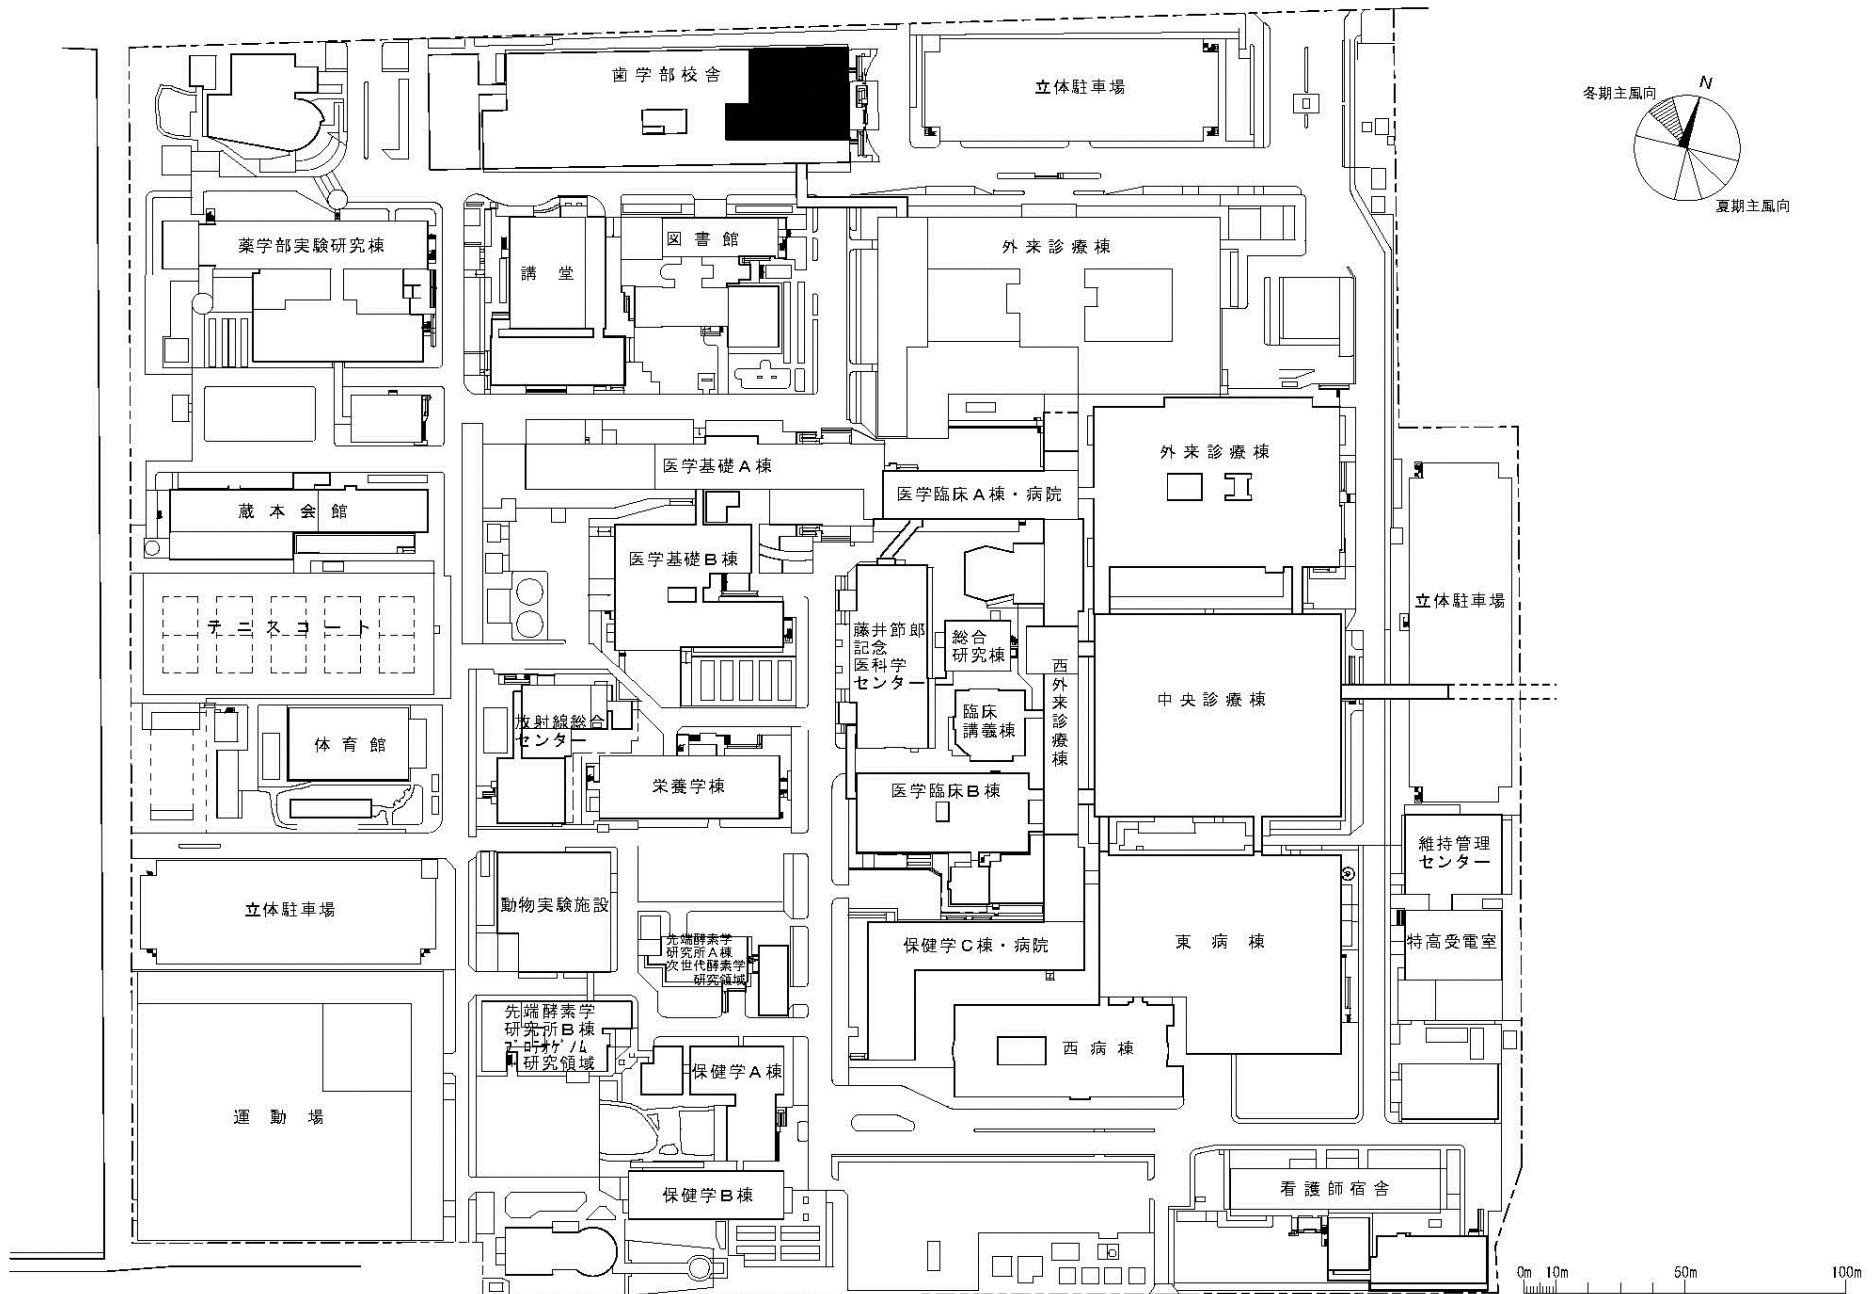 歯学部校舎
立体駐車場
冬期主風向
N
夏期主風向
薬学部実験研究棟
講堂
図書館
外来診療棟
医学基礎A棟
医学臨床A棟・病院
外来診療棟
蔵本会館
医学基礎B棟
テニスコート
藤井節郎
記念
医科学
センター
総合
研究棟
西外来診療棟
立体駐車場
中央診療棟
臨床
講義棟
体育館
放射線総合
センター
栄養学棟
医学臨床B棟
維持管理
センター
立体駐車場
動物実験施設
先端酵素学
研究所A棟
次世代酵素学
研究領域
保健学C棟・病院
東病棟
特高受電室
先端酵素学
研究所B棟
プロテオゲノム
研究領域
保健学A棟
西病棟
運動場
保健学B棟
看護師宿舎
0m 10m 50m 100m